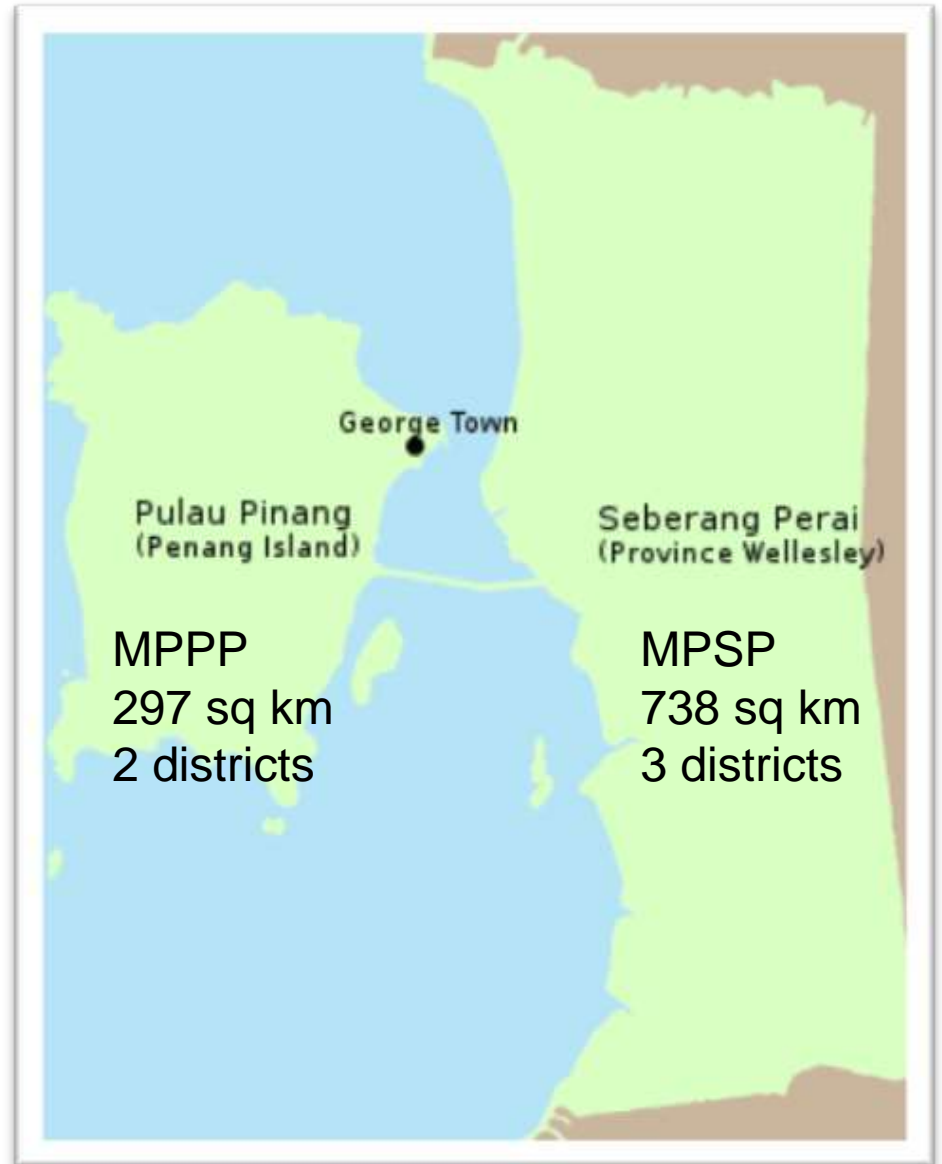 George Town
Pulau Pinang
(Penang Island)
Seberang Perai
(Province Wellesley)
MPPP
297 sq km
2 districts
MPSP
738 sq km
3 districts